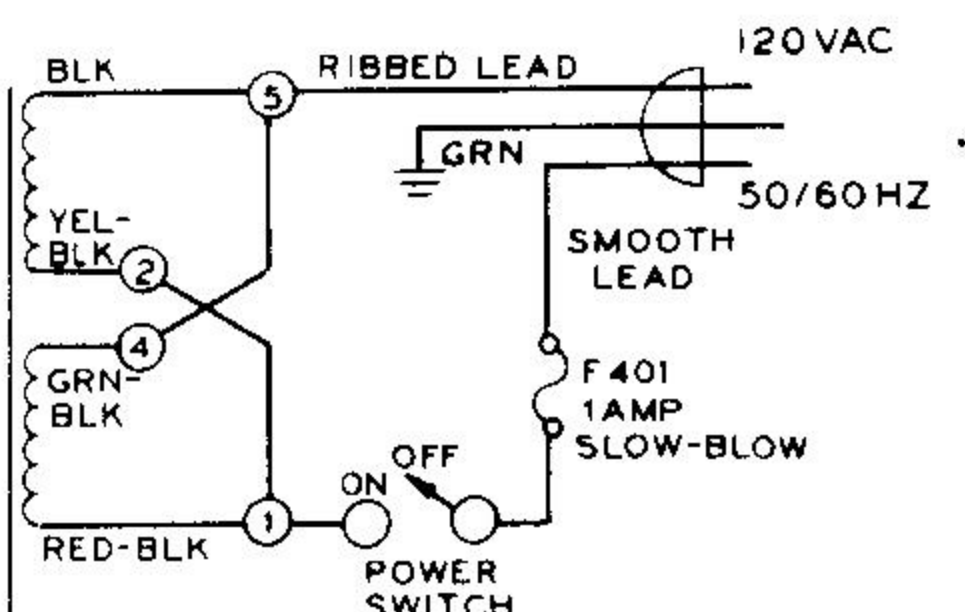 120 VAC
BLK
RIBBED LEAD
5
GRN
50/60 HZ
YEL-
BLK
2
SMOOTH
LEAD
4
GRN-
BLK
F401
1 AMP
SLOW-BLOW
OFF
ON
1
RED-BLK
POWER
SWITCH